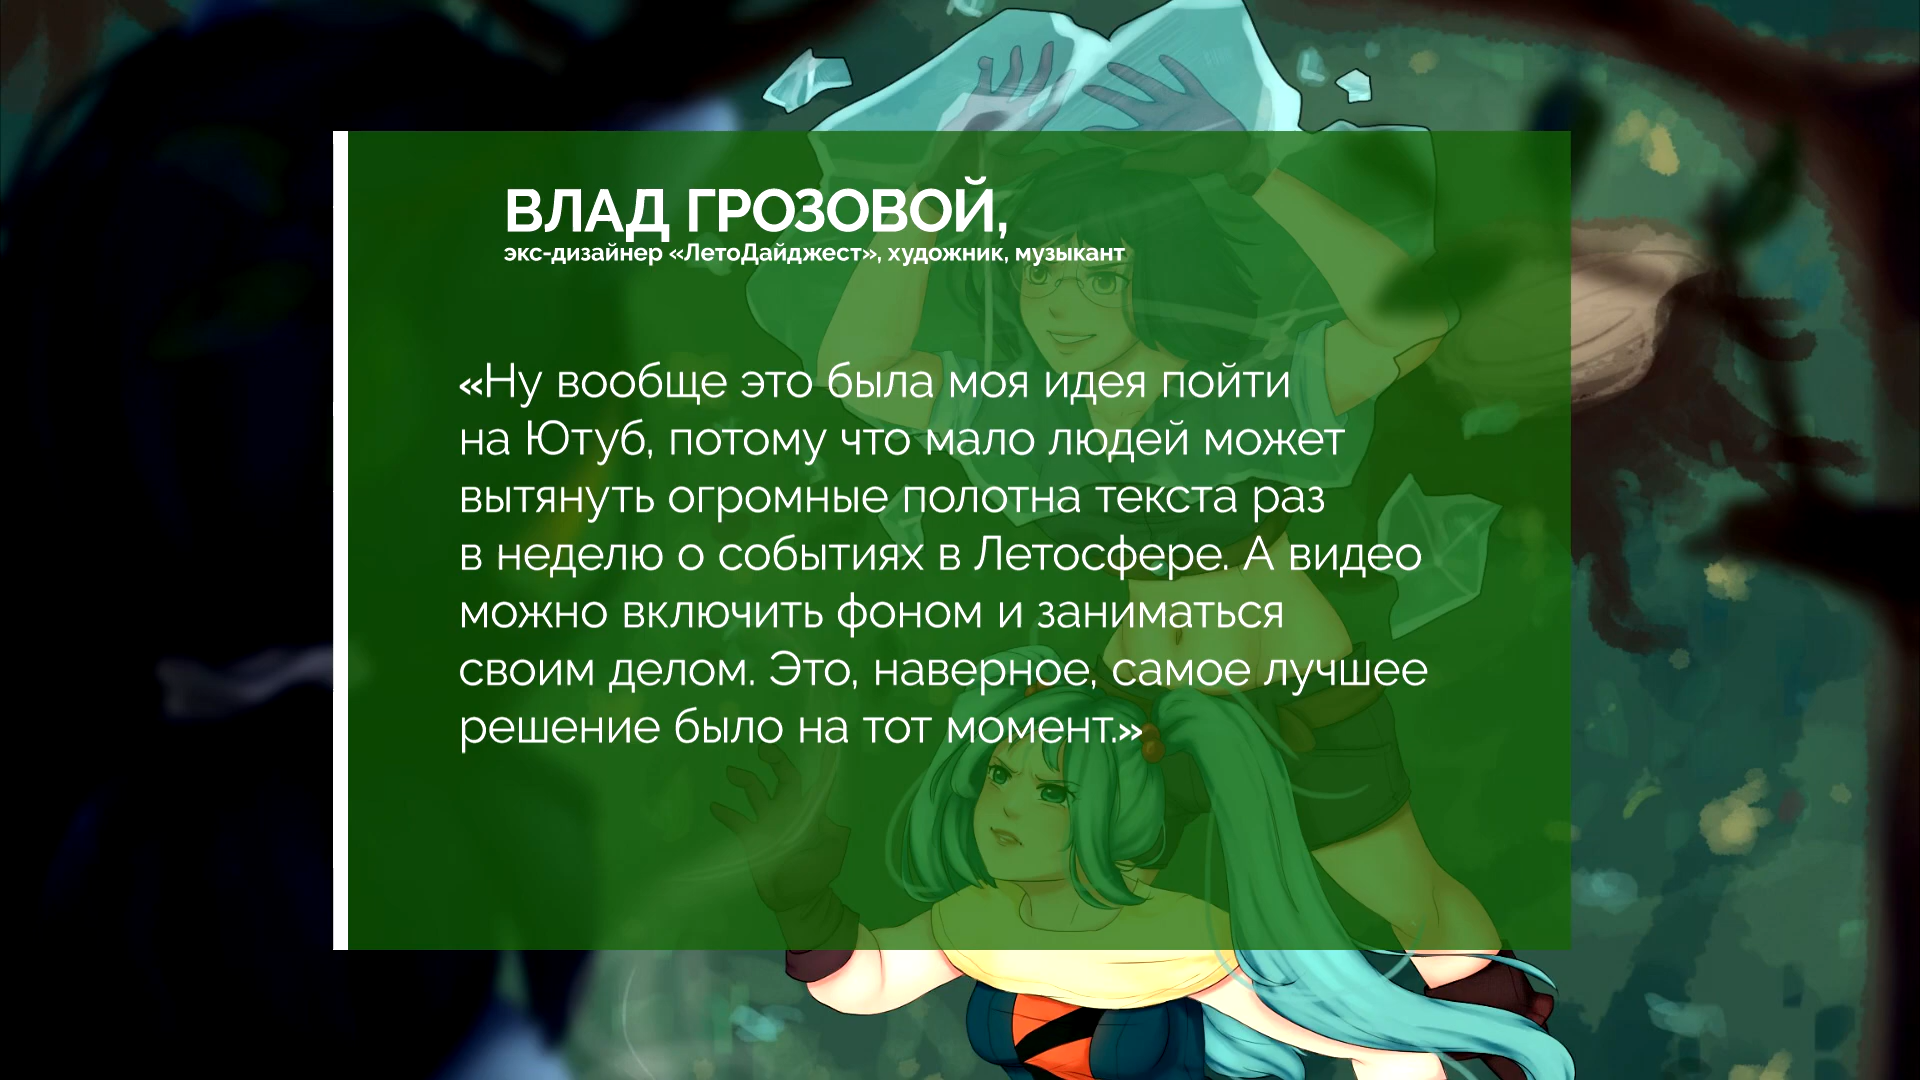 ВЛАД ГРОЗОВОЙ,
экс-дизайнер «ЛетоДайджест», художник, музыкант
«Ну вообще это была моя идея пойти
на Ютуб, потому что мало людей может
вытянуть огромные полотна текста раз
в неделю о событиях в Летосфере. А видео
можно включить фоном и заниматься
своим делом. Это, наверное, самое лучшее
решение было на тот момент.»